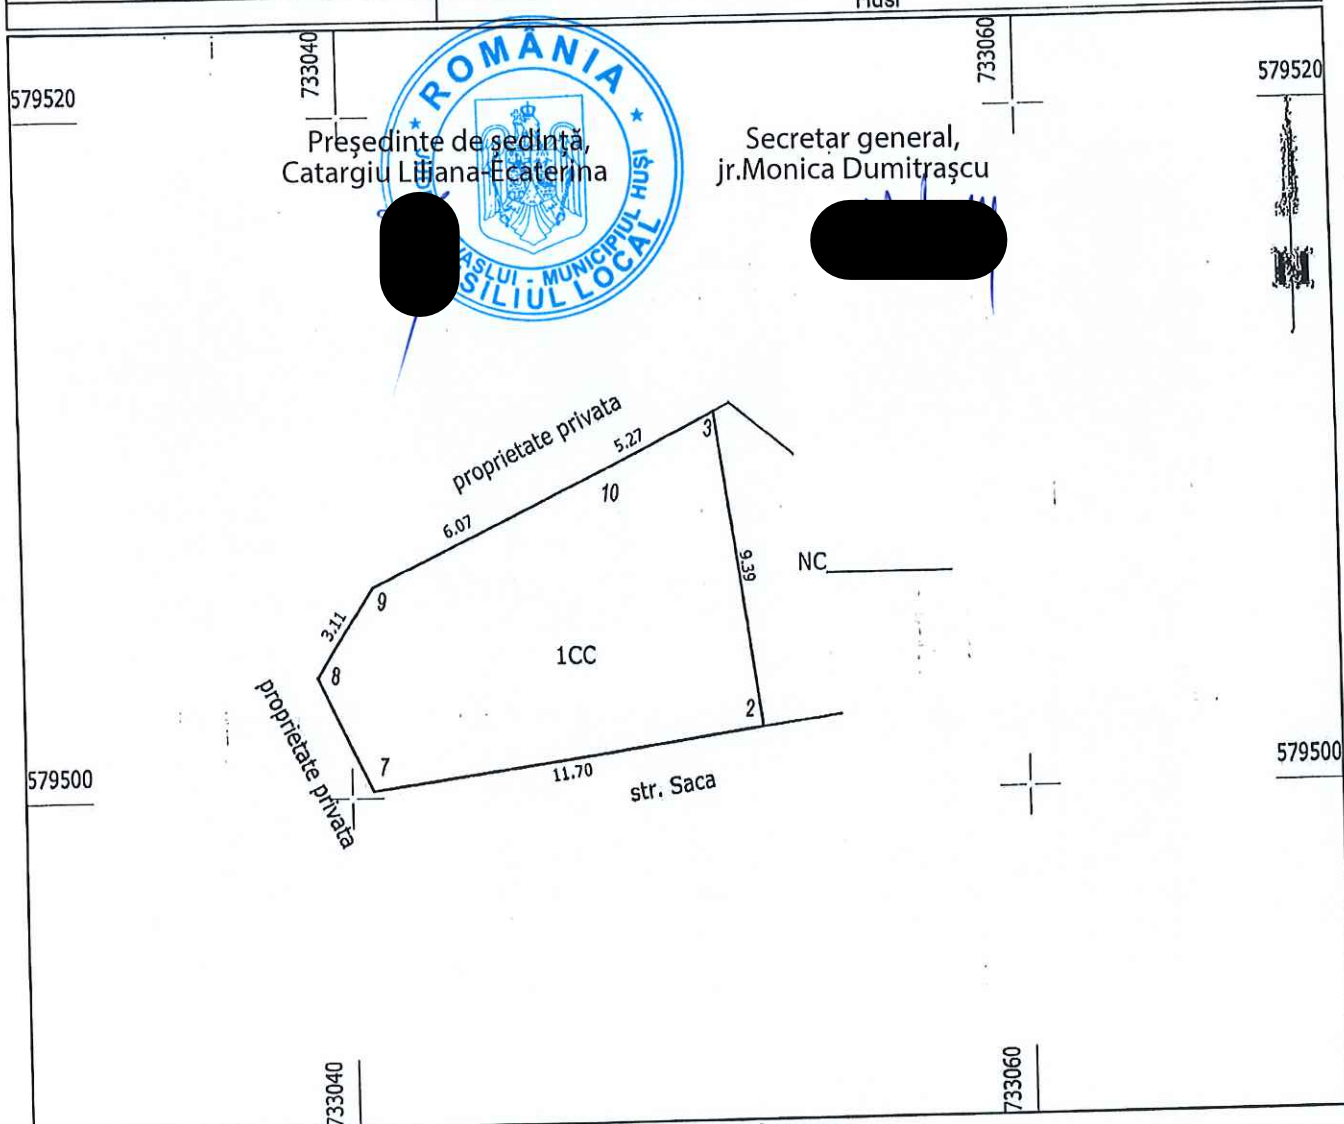 Huși
733040
733060
579520
579520
ROMÂNIA
Preşedinte de şedinţă,
Catargiu Liliana-Ecaterina
Secretar general,
jr.Monica Dumitraşcu
VASLUI - MUNICIPIUL HUŞI
SILIUL LOCAL
proprietate privata
5.27
3
10
6.07
9.39
NC
9
3.11
1CC
8
proprietate privata
2
7
11.70
str. Saca
579500
579500
733040
733060